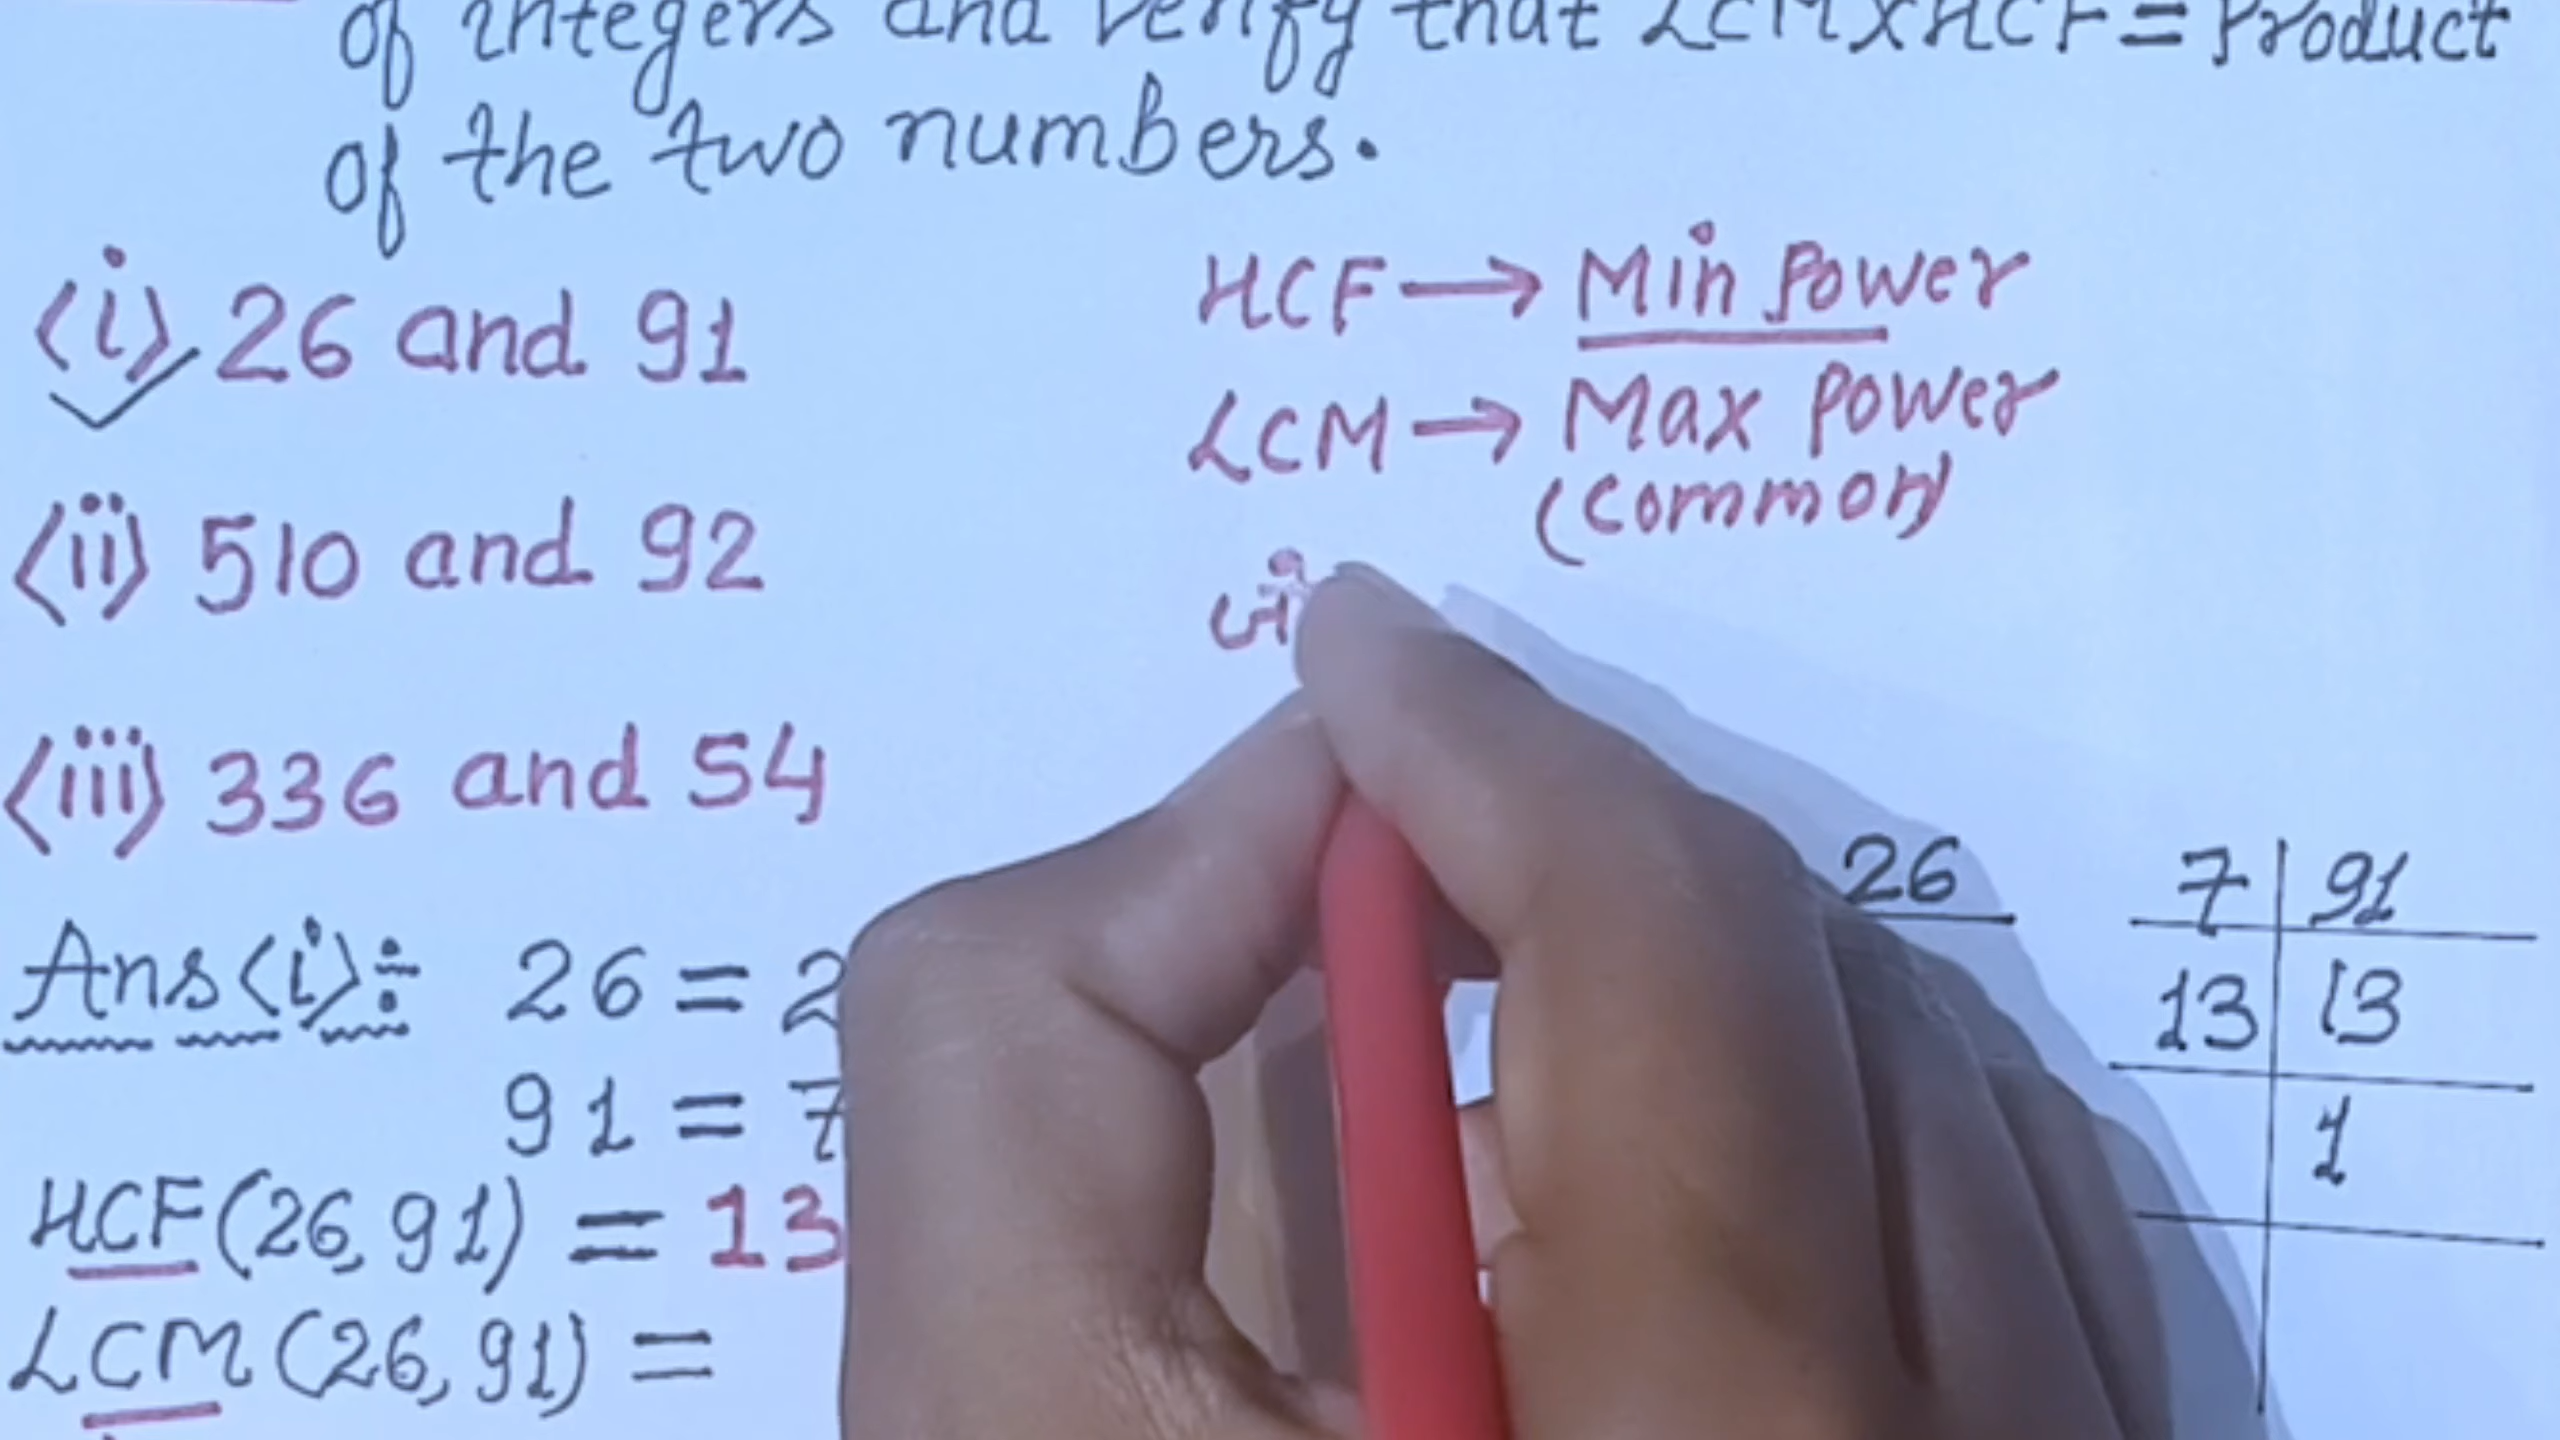 of integers and verify that LCM×HCF = Product
of the two numbers.
(i) 26 and 91
(ii) 510 and 92
(iii) 336 and 54
HCF → Min Power
LCM → Max Power
(common)
26
7 | 91
13 | 13
1
Ans(i):- 26 = 2
91 = 7
HCF(26, 91) = 13
LCM(26, 91) =